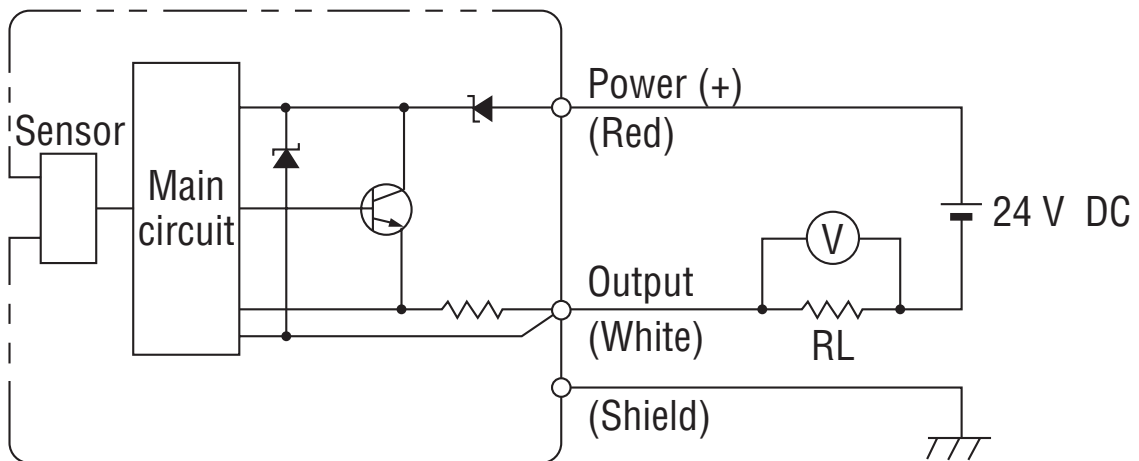 Sensor
Main
circuit
Power (+)
(Red)
24 V DC
V
Output
(White)
RL
(Shield)